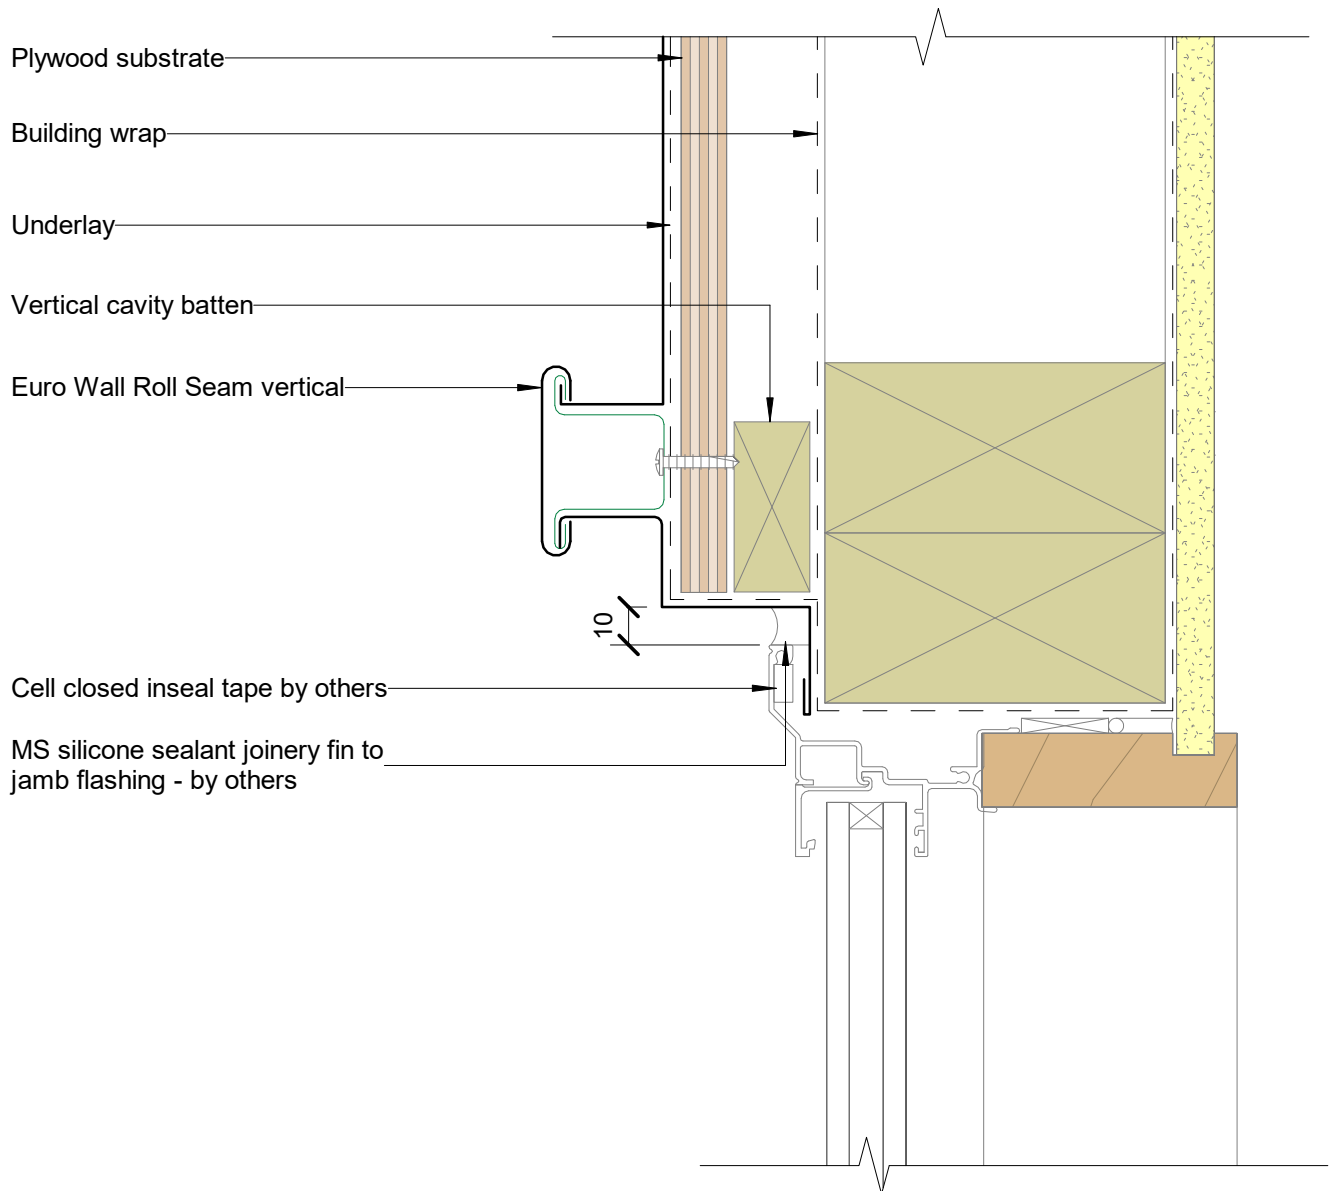 Plywood substrate
Building wrap
Underlay
Vertical cavity batten
Euro Wall Roll Seam vertical
10
Cell closed inseal tape by others
MS silicone sealant joinery fin to
jamb flashing - by others